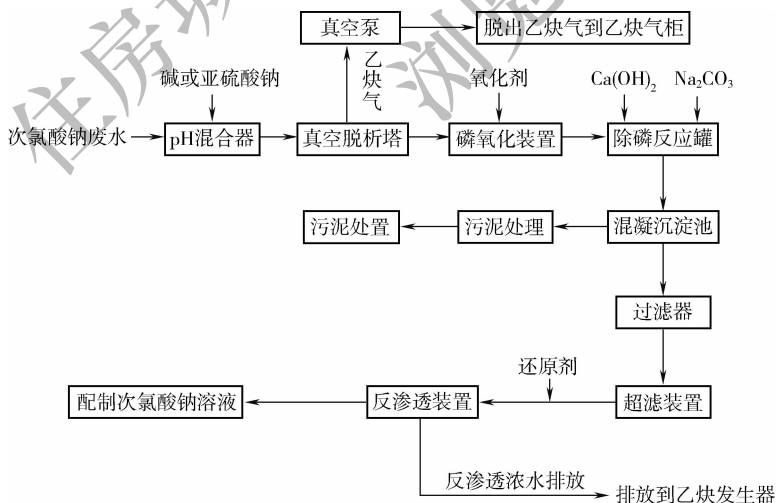 真空泵
脱出乙炔气到乙炔气柜
乙炔气
碱或亚硫酸钠
氧化剂
Ca(OH)₂
Na₂CO₃
次氯酸钠废水
pH混合器
真空脱析塔
磷氧化装置
除磷反应罐
污泥处置
污泥处理
混凝沉淀池
过滤器
还原剂
配制次氯酸钠溶液
反渗透装置
超滤装置
反渗透浓水排放
排放到乙炔发生器
住房城
浏览